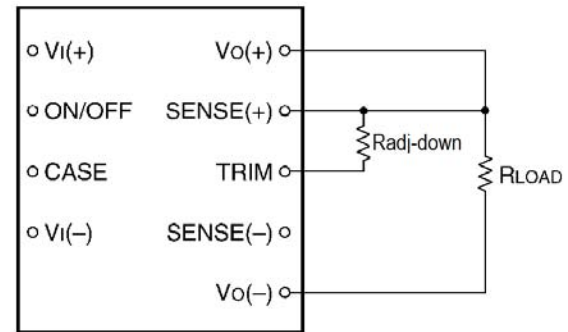 VI(+)
VO(+)
ON/OFF
SENSE(+)
Radj-down
CASE
TRIM
RLOAD
VI(–)
SENSE(–)
VO(–)